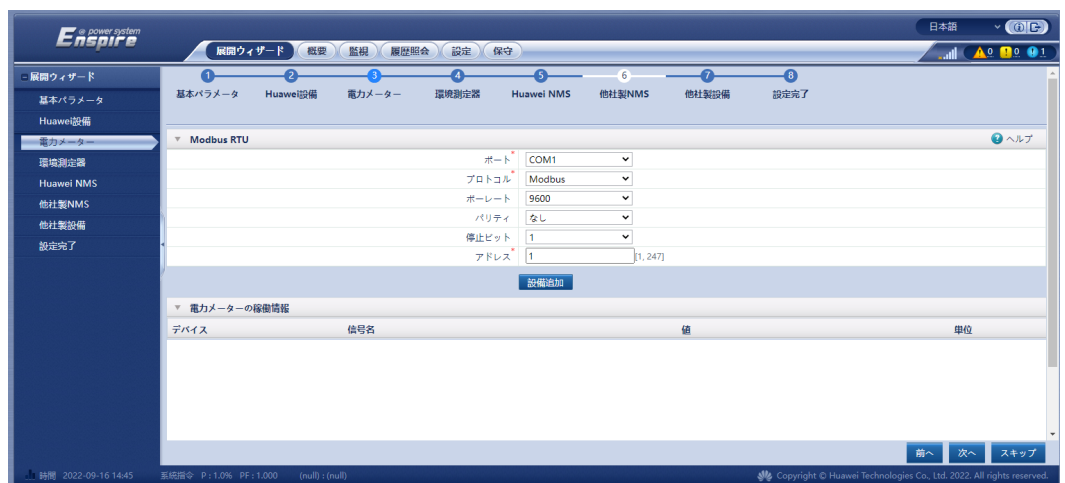 日本語
Enspire e power system
展開ウィザード 概要 監視 履歴照会 設定 保守
0 0 1
展開ウィザード
基本パラメータ
Huawei設備
電力メーター
環境測定器
Huawei NMS
他社製NMS
他社製設備
設定完了
1 2 3 4 5 6 7 8
基本パラメータ Huawei設備 電力メーター 環境測定器 Huawei NMS 他社製NMS 他社製設備 設定完了
Modbus RTU ヘルプ
ポート* COM1
プロトコル* Modbus
ボーレート 9600
パリティ なし
停止ビット 1
アドレス* 1 [1, 247]
設備追加
電力メーターの稼働情報
デバイス 信号名 値 単位
前へ 次へ スキップ
時間 2022-09-16 14:45 系統指令 P : 1.0% PF : 1.000 (null) : (null) Copyright © Huawei Technologies Co., Ltd. 2022. All rights reserved.